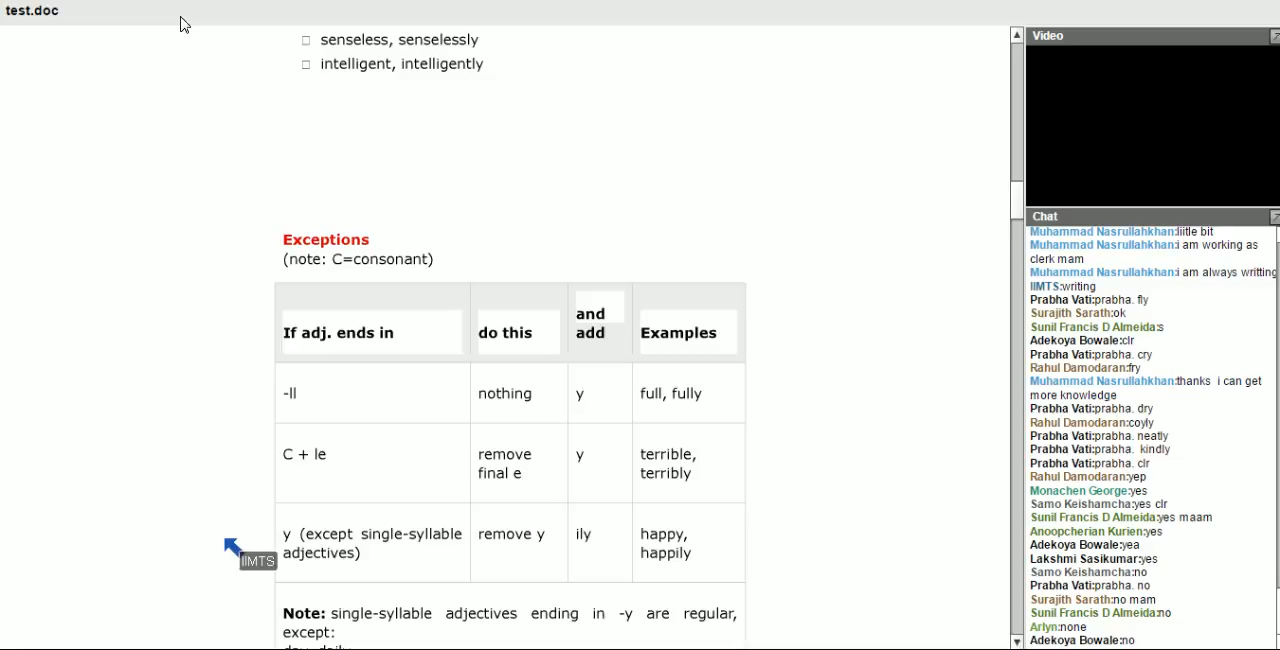 test.doc
senseless, senselessly
intelligent, intelligently
Exceptions
(note: C=consonant)
If adj. ends in
do this
and
add
Examples
-ll
nothing
y
full, fully
C + le
remove
final e
y
terrible,
terribly
y (except single-syllable
adjectives)
remove y
ily
happy,
happily
Note: single-syllable adjectives ending in -y are regular,
except:
IIMTS
Video
Chat
Muhammad Nasrullahkhan:liitle bit
Muhammad Nasrullahkhan:i am working as
clerk mam
Muhammad Nasrullahkhan:i am always writting
IIMTS:writing
Prabha Vati:prabha. fly
Surajith Sarath:ok
Sunil Francis D Almeida:s
Adekoya Bowale:clr
Prabha Vati:prabha. cry
Rahul Damodaran:fry
Muhammad Nasrullahkhan:thanks i can get
more knowledge
Prabha Vati:prabha. dry
Rahul Damodaran:coyly
Prabha Vati:prabha. neatly
Prabha Vati:prabha. kindly
Prabha Vati:prabha. clr
Rahul Damodaran:yep
Monachen George:yes
Samo Keishamcha:yes clr
Sunil Francis D Almeida:yes maam
Anoopcherian Kurien:yes
Adekoya Bowale:yea
Lakshmi Sasikumar:yes
Samo Keishamcha:no
Prabha Vati:prabha. no
Surajith Sarath:no mam
Sunil Francis D Almeida:no
Arlyn:none
Adekoya Bowale:no